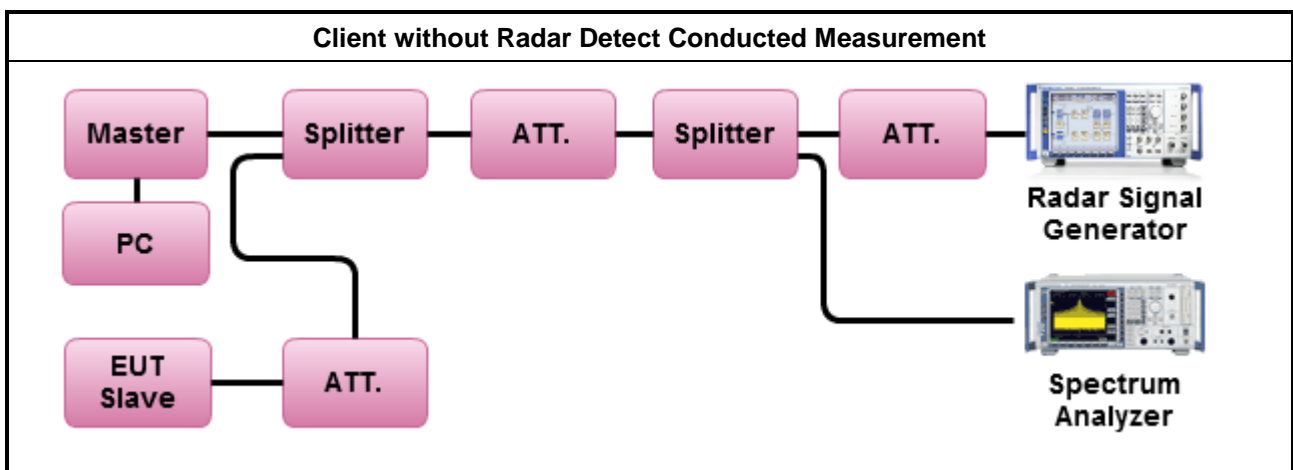 Client without Radar Detect Conducted Measurement
Master
Splitter
ATT.
Splitter
ATT.
Radar Signal
Generator
PC
EUT
Slave
ATT.
Spectrum
Analyzer